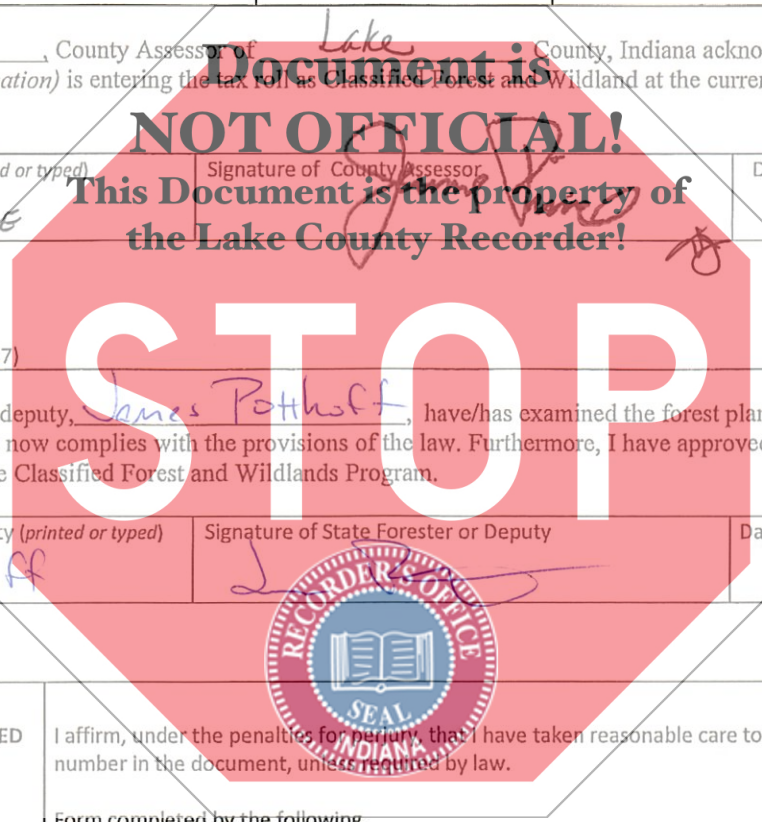 , County Assessor of Lake County, Indiana ackno
Document is
ation) is entering the tax roll as Classified Forest and Wildland at the curren
NOT OFFICIAL!
d or typed)
Signature of County Assessor
D
This Document is the property of
E
the Lake County Recorder!
STOP
7)
deputy, James Potthoff, have/has examined the forest plan
now complies with the provisions of the law. Furthermore, I have approved
e Classified Forest and Wildlands Program.
ty (printed or typed)
Signature of State Forester or Deputy
Da
ff
RECORDER'S OFFICE
SEAL
INDIANA
ED
I affirm, under the penalties for perjury, that I have taken reasonable care to
number in the document, unless required by law.
Form completed by the following